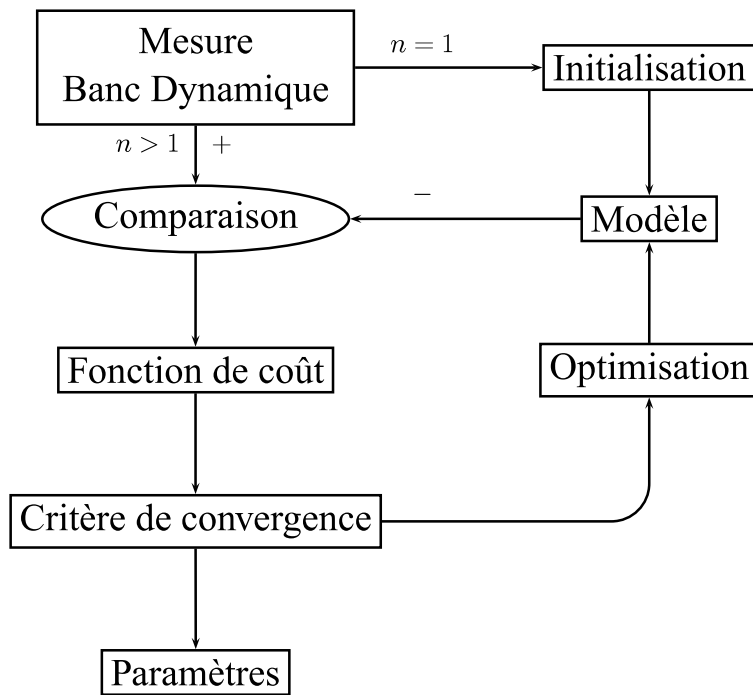 Mesure
Banc Dynamique
n = 1
Initialisation
n > 1 +
Comparaison
−
Modèle
Fonction de coût
Optimisation
Critère de convergence
Paramètres